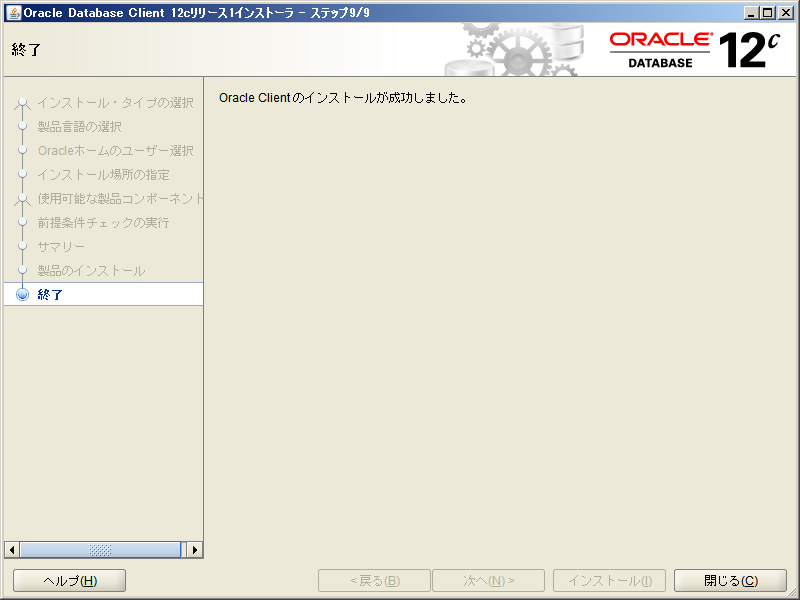 Oracle Database Client 12cリリース1インストーラ - ステップ9/9
終了
ORACLE
DATABASE
12c
インストール・タイプの選択
製品言語の選択
Oracleホームのユーザー選択
インストール場所の指定
使用可能な製品コンポーネント
前提条件チェックの実行
サマリー
製品のインストール
終了
Oracle Clientのインストールが成功しました。
ヘルプ(H)
< 戻る(B)
次へ(N) >
インストール(I)
閉じる(C)